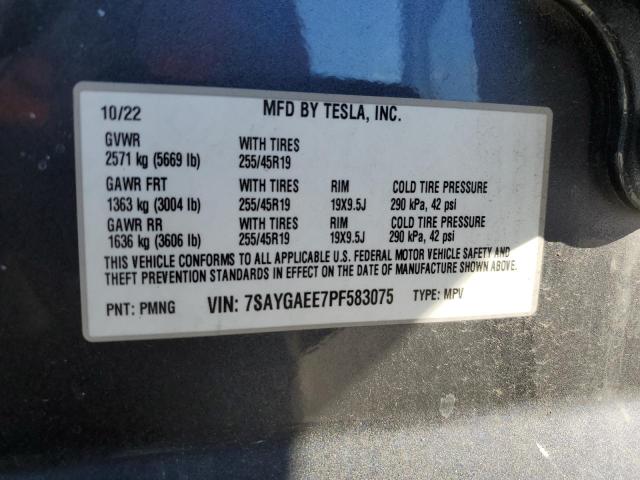 10/22 MFD BY TESLA, INC.
GVWR WITH TIRES
2571 kg (5669 lb) 255/45R19
GAWR FRT WITH TIRES RIM COLD TIRE PRESSURE
1363 kg (3004 lb) 255/45R19 19X9.5J 290 kPa, 42 psi
GAWR RR WITH TIRES RIM COLD TIRE PRESSURE
1636 kg (3606 lb) 255/45R19 19X9.5J 290 kPa, 42 psi
THIS VEHICLE CONFORMS TO ALL APPLICABLE U.S. FEDERAL MOTOR VEHICLE SAFETY AND
THEFT PREVENTION STANDARDS IN EFFECT ON THE DATE OF MANUFACTURE SHOWN ABOVE.
PNT: PMNG VIN: 7SAYGAEE7PF583075 TYPE: MPV